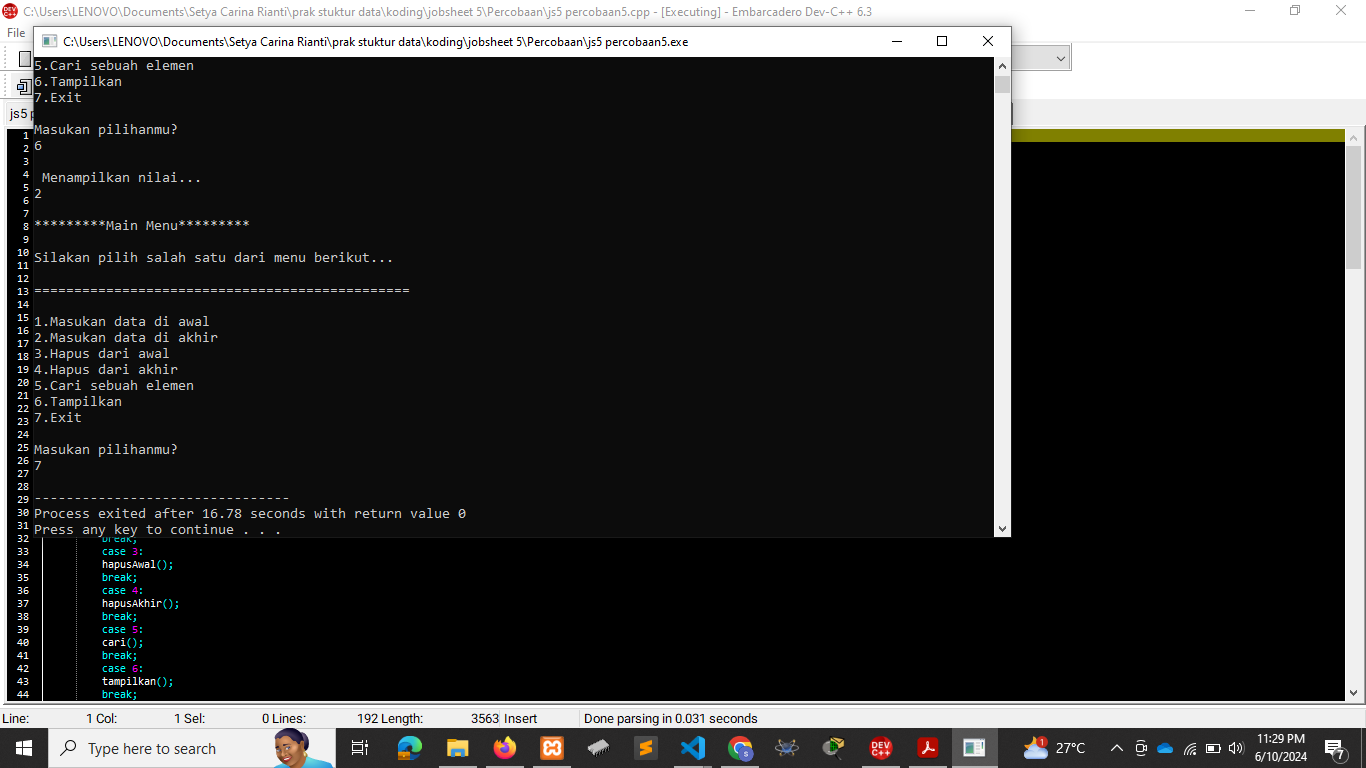 C:\Users\LENOVO\Documents\Setya Carina Rianti\prak stuktur data\koding\jobsheet 5\Percobaan\js5 percobaan5.cpp - [Executing] - Embarcadero Dev-C++ 6.3
File
C:\Users\LENOVO\Documents\Setya Carina Rianti\prak stuktur data\koding\jobsheet 5\Percobaan\js5 percobaan5.exe
js5
5.Cari sebuah elemen
6.Tampilkan
7.Exit
Masukan pilihanmu?
6
Menampilkan nilai...
2
*********Main Menu*********
Silakan pilih salah satu dari menu berikut...
===============================================
1.Masukan data di awal
2.Masukan data di akhir
3.Hapus dari awal
4.Hapus dari akhir
5.Cari sebuah elemen
6.Tampilkan
7.Exit
Masukan pilihanmu?
7
--------------------------------
Process exited after 16.78 seconds with return value 0
Press any key to continue . . .
1
2
3
4
5
6
7
8
9
10
11
12
13
14
15
16
17
18
19
20
21
22
23
24
25
26
27
28
29
30
31
32 break;
33 case 3:
34 hapusAwal();
35 break;
36 case 4:
37 hapusAkhir();
38 break;
39 case 5:
40 cari();
41 break;
42 case 6:
43 tampilkan();
44 break;
Line: 1 Col: 1 Sel: 0 Lines: 192 Length: 3563 Insert Done parsing in 0.031 seconds
Type here to search
DEV C++
1
27°C
11:29 PM
6/10/2024
7